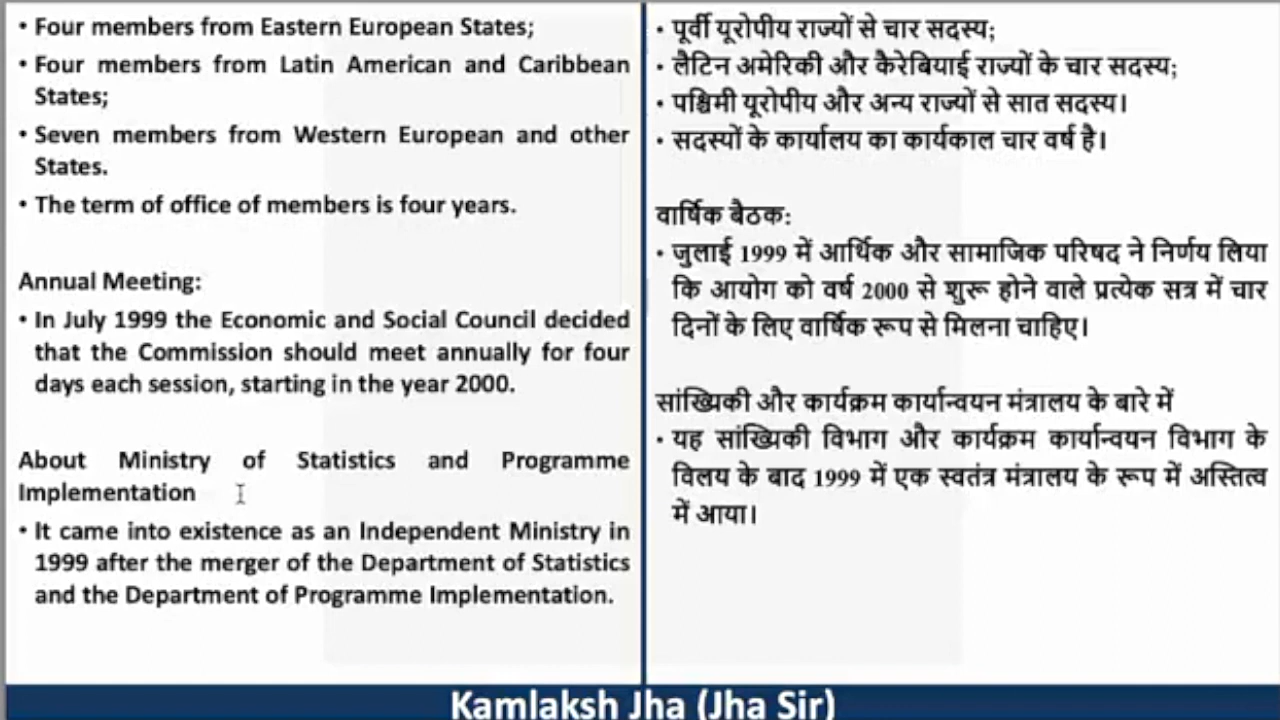 • Four members from Eastern European States;
• Four members from Latin American and Caribbean
States;
• Seven members from Western European and other
States.
• The term of office of members is four years.
Annual Meeting:
• In July 1999 the Economic and Social Council decided
that the Commission should meet annually for four
days each session, starting in the year 2000.
About Ministry of Statistics and Programme
Implementation
• It came into existence as an Independent Ministry in
1999 after the merger of the Department of Statistics
and the Department of Programme Implementation.
• पूर्वी यूरोपीय राज्यों से चार सदस्य;
• लैटिन अमेरिकी और कैरेबियाई राज्यों के चार सदस्य;
• पश्चिमी यूरोपीय और अन्य राज्यों से सात सदस्य।
• सदस्यों के कार्यालय का कार्यकाल चार वर्ष है।
वार्षिक बैठक:
• जुलाई 1999 में आर्थिक और सामाजिक परिषद ने निर्णय लिया
कि आयोग को वर्ष 2000 से शुरू होने वाले प्रत्येक सत्र में चार
दिनों के लिए वार्षिक रूप से मिलना चाहिए।
सांख्यिकी और कार्यक्रम कार्यान्वयन मंत्रालय के बारे में
• यह सांख्यिकी विभाग और कार्यक्रम कार्यान्वयन विभाग के
विलय के बाद 1999 में एक स्वतंत्र मंत्रालय के रूप में अस्तित्व
में आया।
Kamlaksh Jha (Jha Sir)